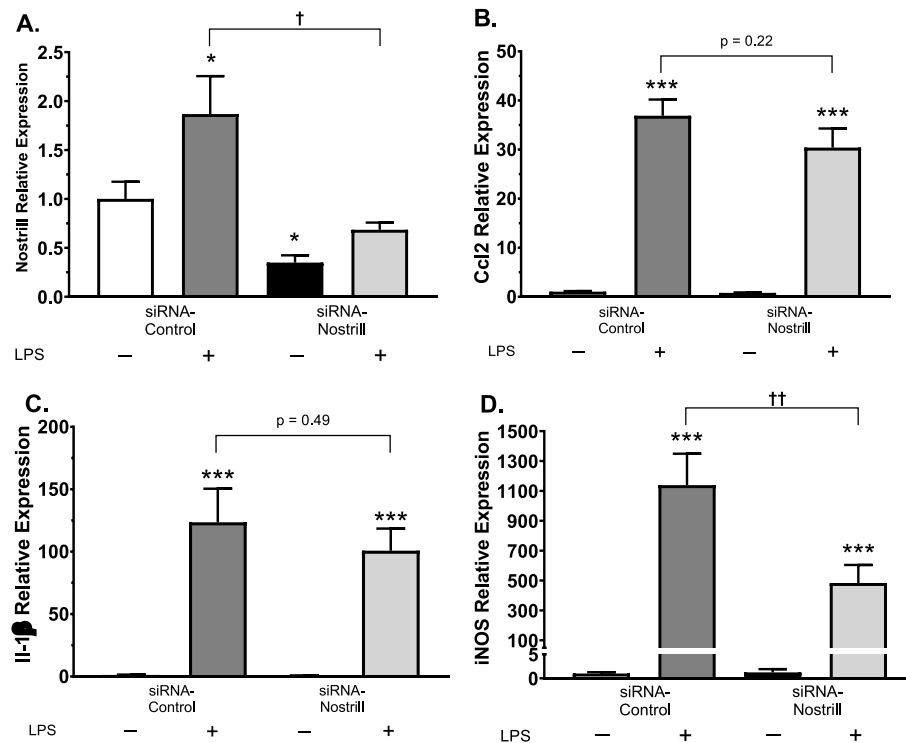 A.
†
Nostrill Relative Expression
2.5
2.0
1.5
1.0
0.5
0.0
*
*
siRNA-
Control
siRNA-
Nostrill
LPS
–
+
–
+
B.
p = 0.22
Ccl2 Relative Expression
50
40
30
20
10
0
***
***
siRNA-
Control
siRNA-
Nostrill
LPS
–
+
–
+
C.
p = 0.49
Il-1β Relative Expression
200
150
100
50
0
***
***
siRNA-
Control
siRNA-
Nostrill
LPS
–
+
–
+
D.
††
iNOS Relative Expression
1500
1300
1100
900
700
500
300
100
5
0
***
***
siRNA-
Control
siRNA-
Nostrill
LPS
–
+
–
+